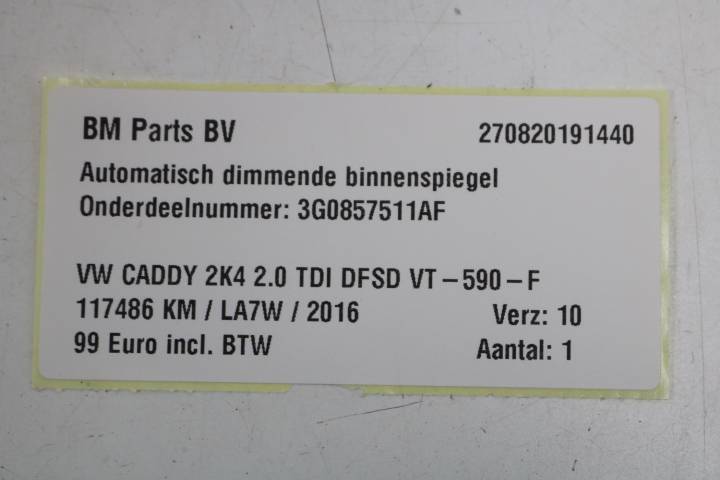 BM Parts BV 270820191440
Automatisch dimmende binnenspiegel
Onderdeelnummer: 3G0857511AF
VW CADDY 2K4 2.0 TDI DFSD VT-590-F
117486 KM / LA7W / 2016 Verz: 10
99 Euro incl. BTW Aantal: 1